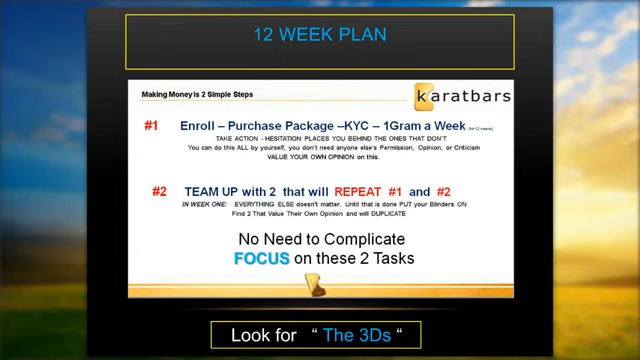 12 WEEK PLAN
Making Money is 2 Simple Steps
karatbars
#1 Enroll – Purchase Package –KYC – 1Gram a Week (for 12 weeks)
TAKE ACTION - HESITATION PLACES YOU BEHIND THE ONES THAT DON'T
You can do this ALL by yourself, you don't need anyone else's Permission, Opinion, or Criticism
VALUE YOUR OWN OPINION on this.
#2 TEAM UP with 2 that will REPEAT #1 and #2
IN WEEK ONE: EVERYTHING ELSE doesn't matter. Until that is done PUT your Blinders ON
Find 2 That Value Their Own Opinion and will DUPLICATE
No Need to Complicate
FOCUS on these 2 Tasks
Look for “ The 3Ds “